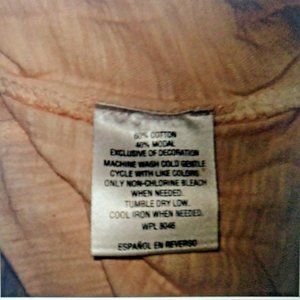 60% COTTON
40% MODAL
EXCLUSIVE OF DECORATION
MACHINE WASH COLD GENTLE
CYCLE WITH LIKE COLORS
ONLY NON-CHLORINE BLEACH
WHEN NEEDED.
TUMBLE DRY LOW.
COOL IRON WHEN NEEDED.
WPL 9046
ESPAÑOL EN REVERSO